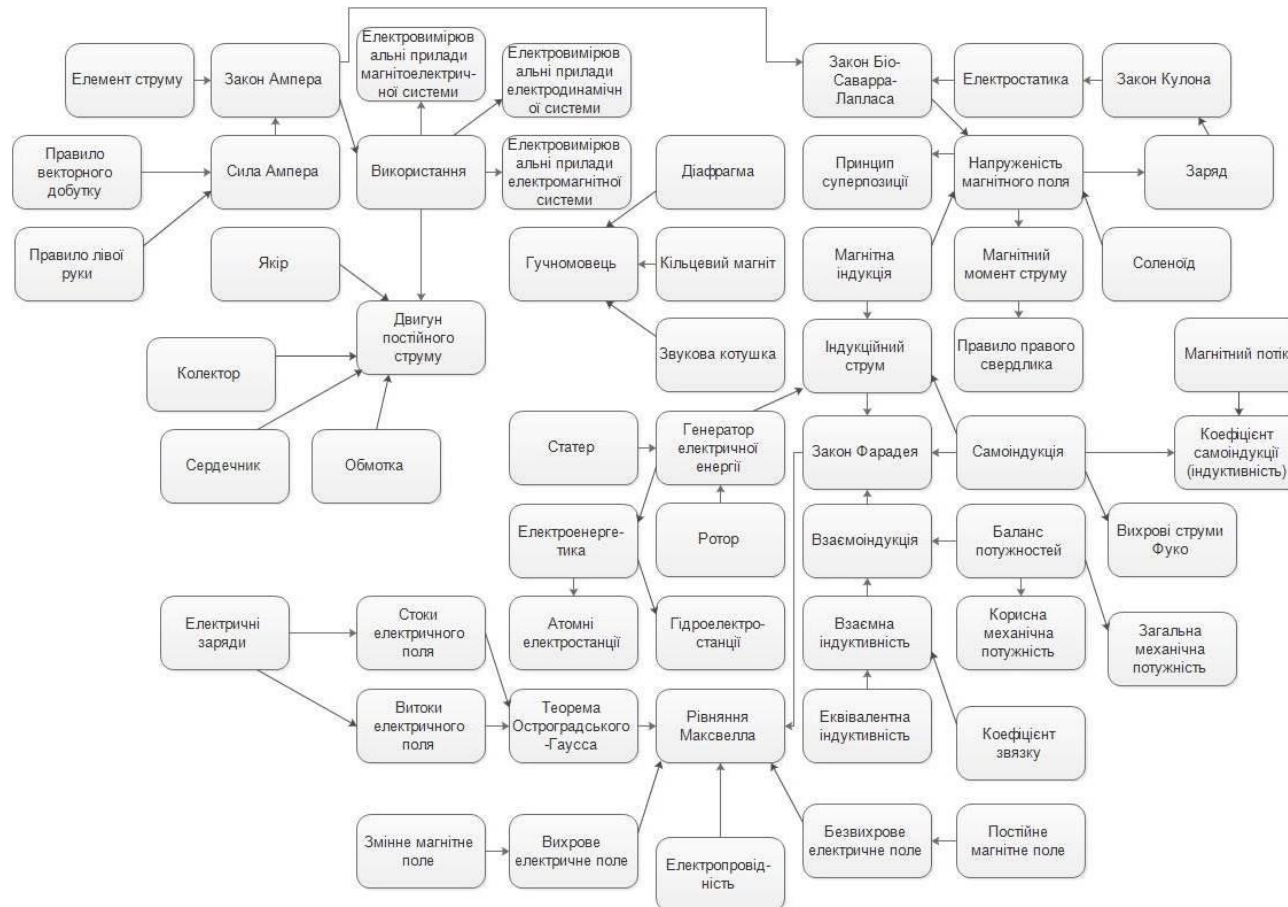 Елемент струму
Закон Ампера
Електровимірюв
альні прилади
магнітоелектрич-
ної системи
Електровимірюв
альні прилади
електродинамічн
ої системи
Закон Біо-
Саварра-
Лапласа
Електростатика
Закон Кулона
Правило
векторного
добутку
Сила Ампера
Використання
Електровимірюв
альні прилади
електромагнітної
системи
Діафрагма
Принцип
суперпозиції
Напруженість
магнітного поля
Заряд
Правило лівої
руки
Якір
Гучномовець
Кільцевий магніт
Магнітна
індукція
Магнітний
момент струму
Соленоїд
Двигун
постійного
струму
Колектор
Звукова котушка
Індукційний
струм
Правило правого
свердлика
Магнітний потік
Сердечник
Обмотка
Статер
Генератор
електричної
енергії
Закон Фарадея
Самоіндукція
Коефіцієнт
самоіндукції
(індуктивність)
Електроенерге-
тика
Ротор
Взаємоіндукція
Баланс
потужностей
Вихрові струми
Фуко
Електричні
заряди
Стоки
електричного
поля
Атомні
електростанції
Гідроелектро-
станції
Взаємна
індуктивність
Корисна
механічна
потужність
Загальна
механічна
потужність
Витоки
електричного
поля
Теорема
Остроградського
-Гаусса
Рівняння
Максвелла
Еквівалентна
індуктивність
Коефіцієнт
звязку
Змінне магнітне
поле
Вихрове
електричне поле
Електропровід-
ність
Безвихрове
електричне поле
Постійне
магнітне поле